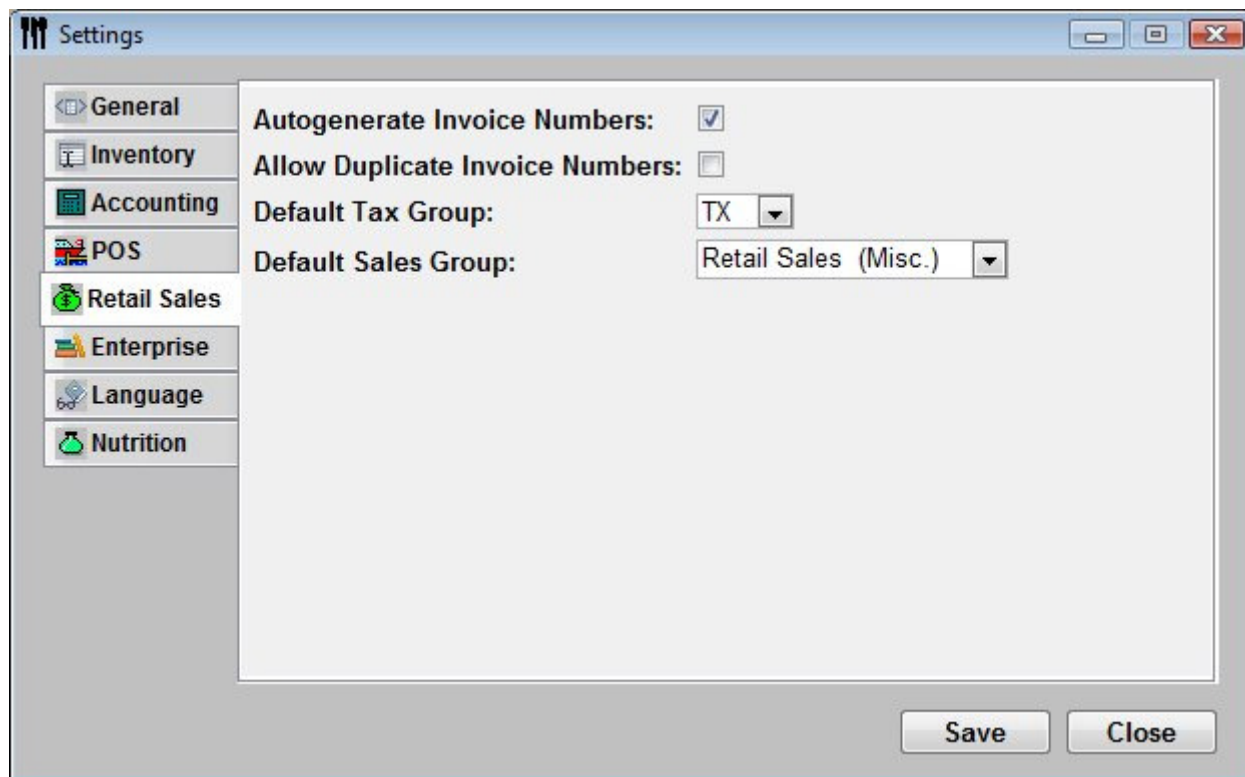 Settings
General
Inventory
Accounting
POS
Retail Sales
Enterprise
Language
Nutrition
Autogenerate Invoice Numbers:
Allow Duplicate Invoice Numbers:
Default Tax Group: TX
Default Sales Group: Retail Sales (Misc.)
Save Close